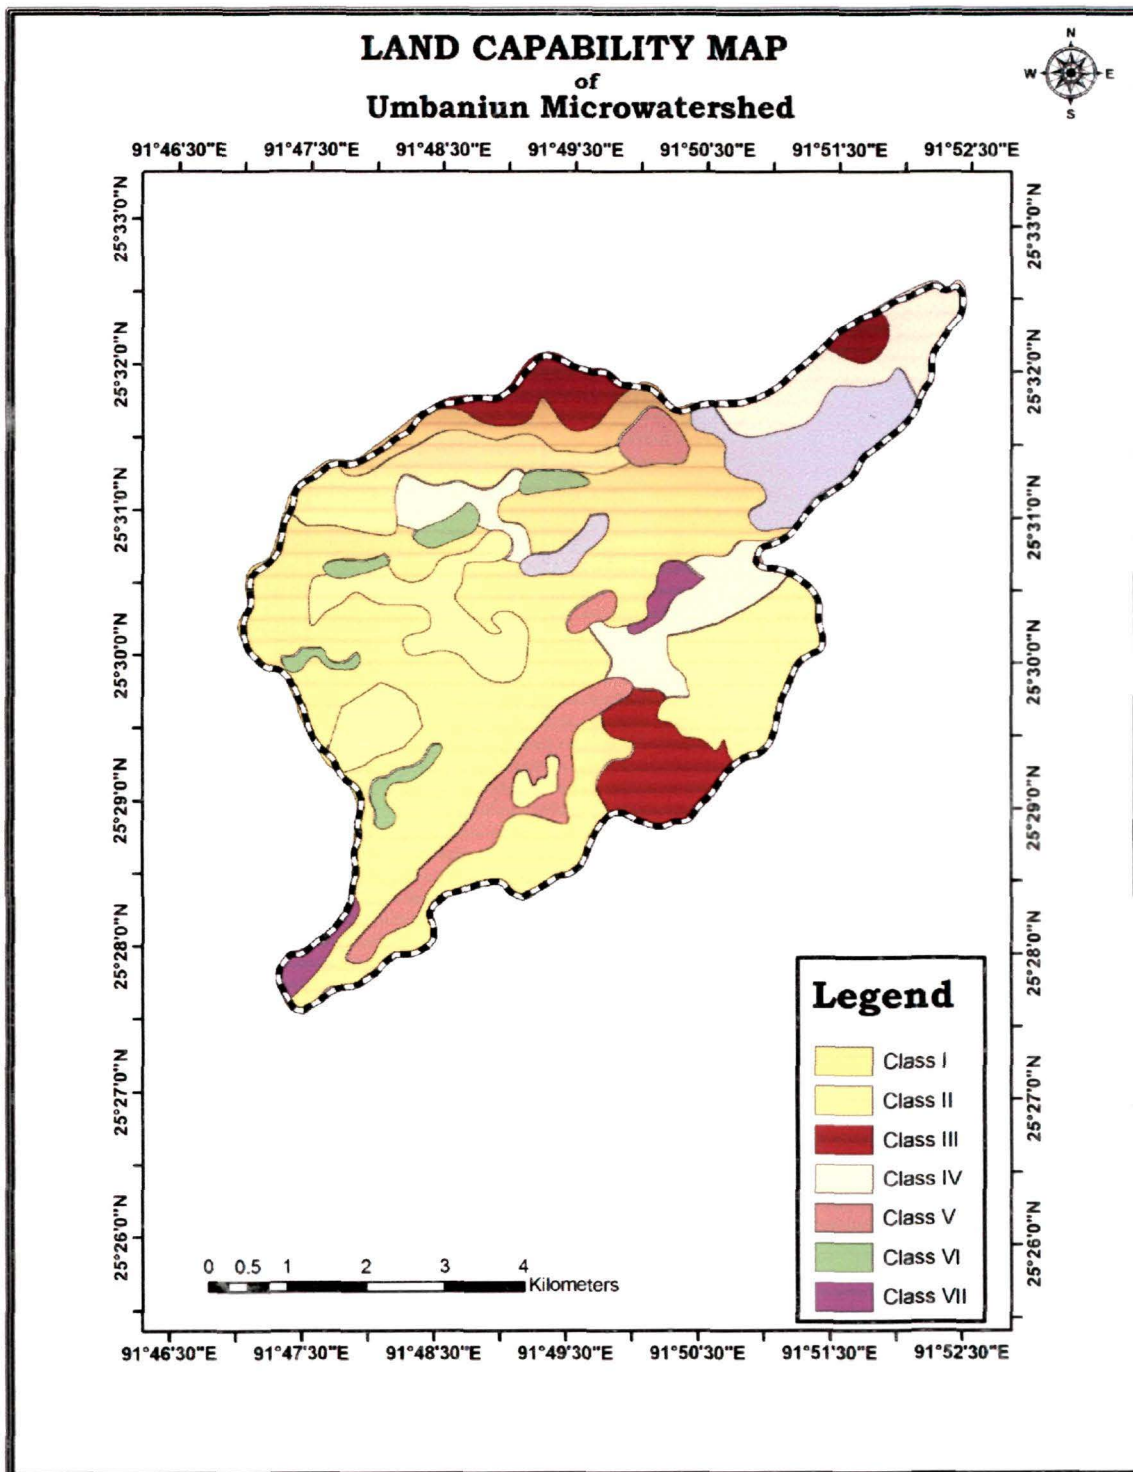 LAND CAPABILITY MAP
of
Umbaniun Microwatershed
N
W E
S
91°46'30"E 91°47'30"E 91°48'30"E 91°49'30"E 91°50'30"E 91°51'30"E 91°52'30"E
25°33'0"N 25°33'0"N
25°32'0"N 25°32'0"N
25°31'0"N 25°31'0"N
25°30'0"N 25°30'0"N
25°29'0"N 25°29'0"N
25°28'0"N 25°28'0"N
25°27'0"N 25°27'0"N
25°26'0"N 25°26'0"N
Legend
Class I
Class II
Class III
Class IV
Class V
Class VI
Class VII
0 0.5 1 2 3 4
Kilometers
91°46'30"E 91°47'30"E 91°48'30"E 91°49'30"E 91°50'30"E 91°51'30"E 91°52'30"E